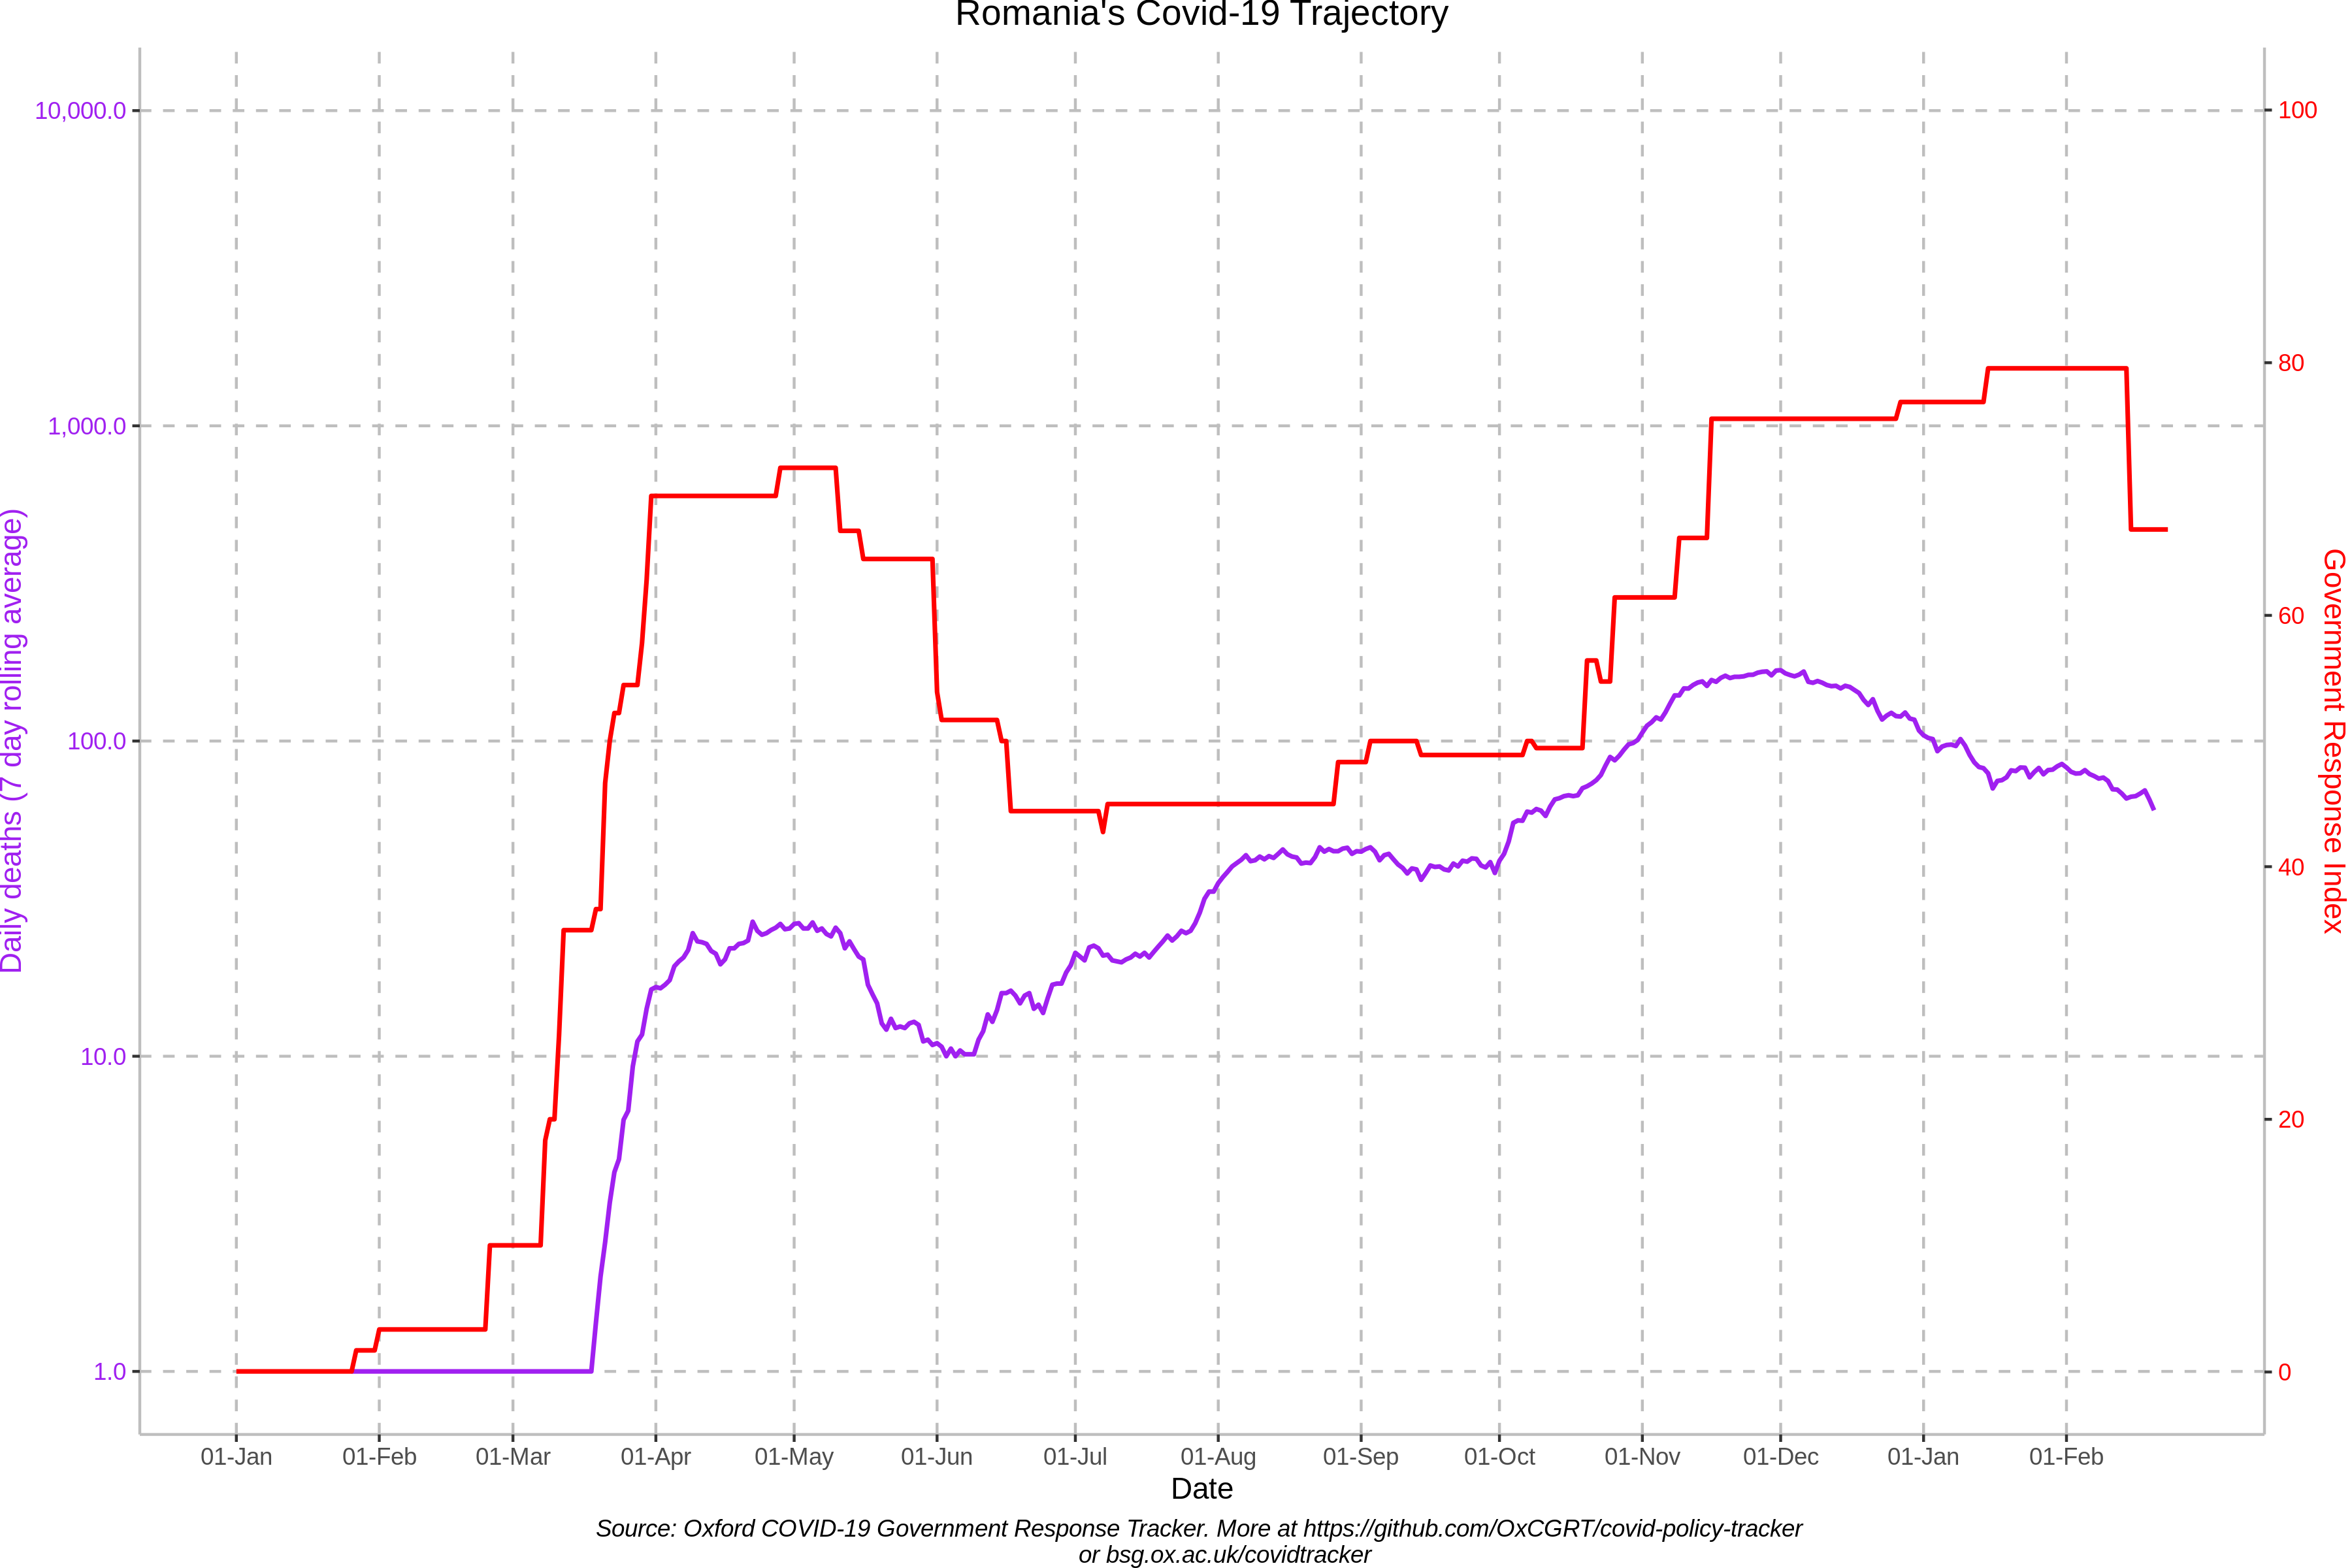 Romania's Covid-19 Trajectory
10,000.0
1,000.0
100.0
10.0
1.0
Daily deaths (7 day rolling average)
100
80
60
40
20
0
Government Response Index
01-Jan 01-Feb 01-Mar 01-Apr 01-May 01-Jun 01-Jul 01-Aug 01-Sep 01-Oct 01-Nov 01-Dec 01-Jan 01-Feb
Date
Source: Oxford COVID-19 Government Response Tracker. More at https://github.com/OxCGRT/covid-policy-tracker
or bsg.ox.ac.uk/covidtracker